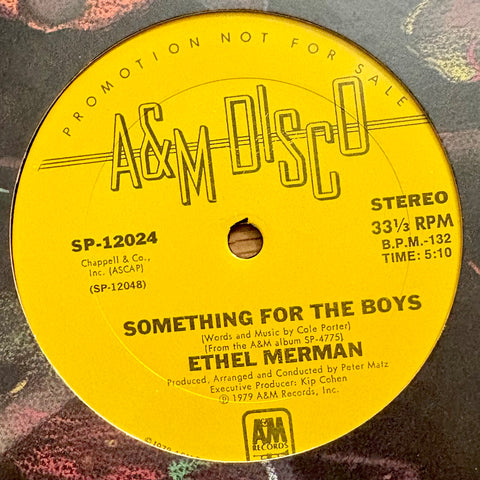 PROMOTION NOT FOR SALE
A&M DISCO
SP-12024
Chappell & Co.,
Inc. (ASCAP)
(SP-12048)
STEREO
33⅓ RPM
B.P.M.-132
TIME: 5:10
SOMETHING FOR THE BOYS
(Words and Music by Cole Porter)
(From the A&M album SP-4775)
ETHEL MERMAN
Produced, Arranged and Conducted by Peter Matz
Executive Producer: Kip Cohen
℗ 1979 A&M Records, Inc.
A&M
RECORDS